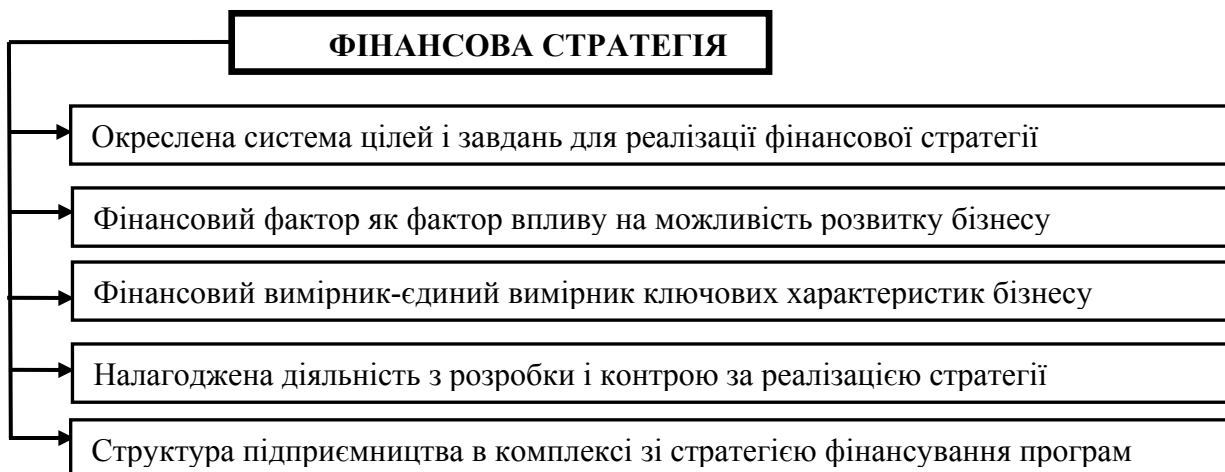 ФІНАНСОВА СТРАТЕГІЯ
Окреслена система цілей і завдань для реалізації фінансової стратегії
Фінансовий фактор як фактор впливу на можливість розвитку бізнесу
Фінансовий вимірник-єдиний вимірник ключових характеристик бізнесу
Налагоджена діяльність з розробки і контрою за реалізацією стратегії
Структура підприємництва в комплексі зі стратегією фінансування програм